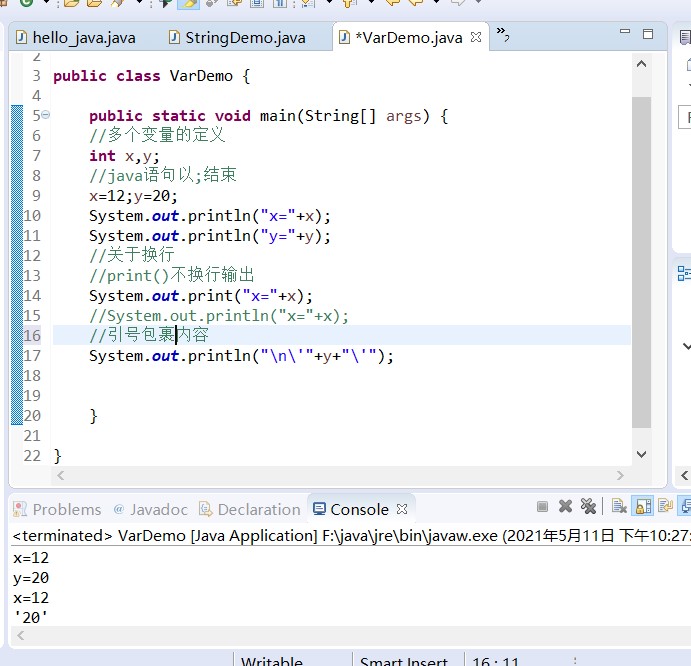 hello_java.java
StringDemo.java
*VarDemo.java
2
3 public class VarDemo {
4
5 public static void main(String[] args) {
6 //多个变量的定义
7 int x,y;
8 //java语句以;结束
9 x=12;y=20;
10 System.out.println("x="+x);
11 System.out.println("y="+y);
12 //关于换行
13 //print()不换行输出
14 System.out.print("x="+x);
15 //System.out.println("x="+x);
16 //引号包裹内容
17 System.out.println("\n\'"+y+"\'");
18
19
20 }
21
22 }
Problems
@ Javadoc
Declaration
Console
<terminated> VarDemo [Java Application] F:\java\jre\bin\javaw.exe (2021年5月11日 下午10:27:
x=12
y=20
x=12
'20'
Writable
Smart Insert
16 : 11